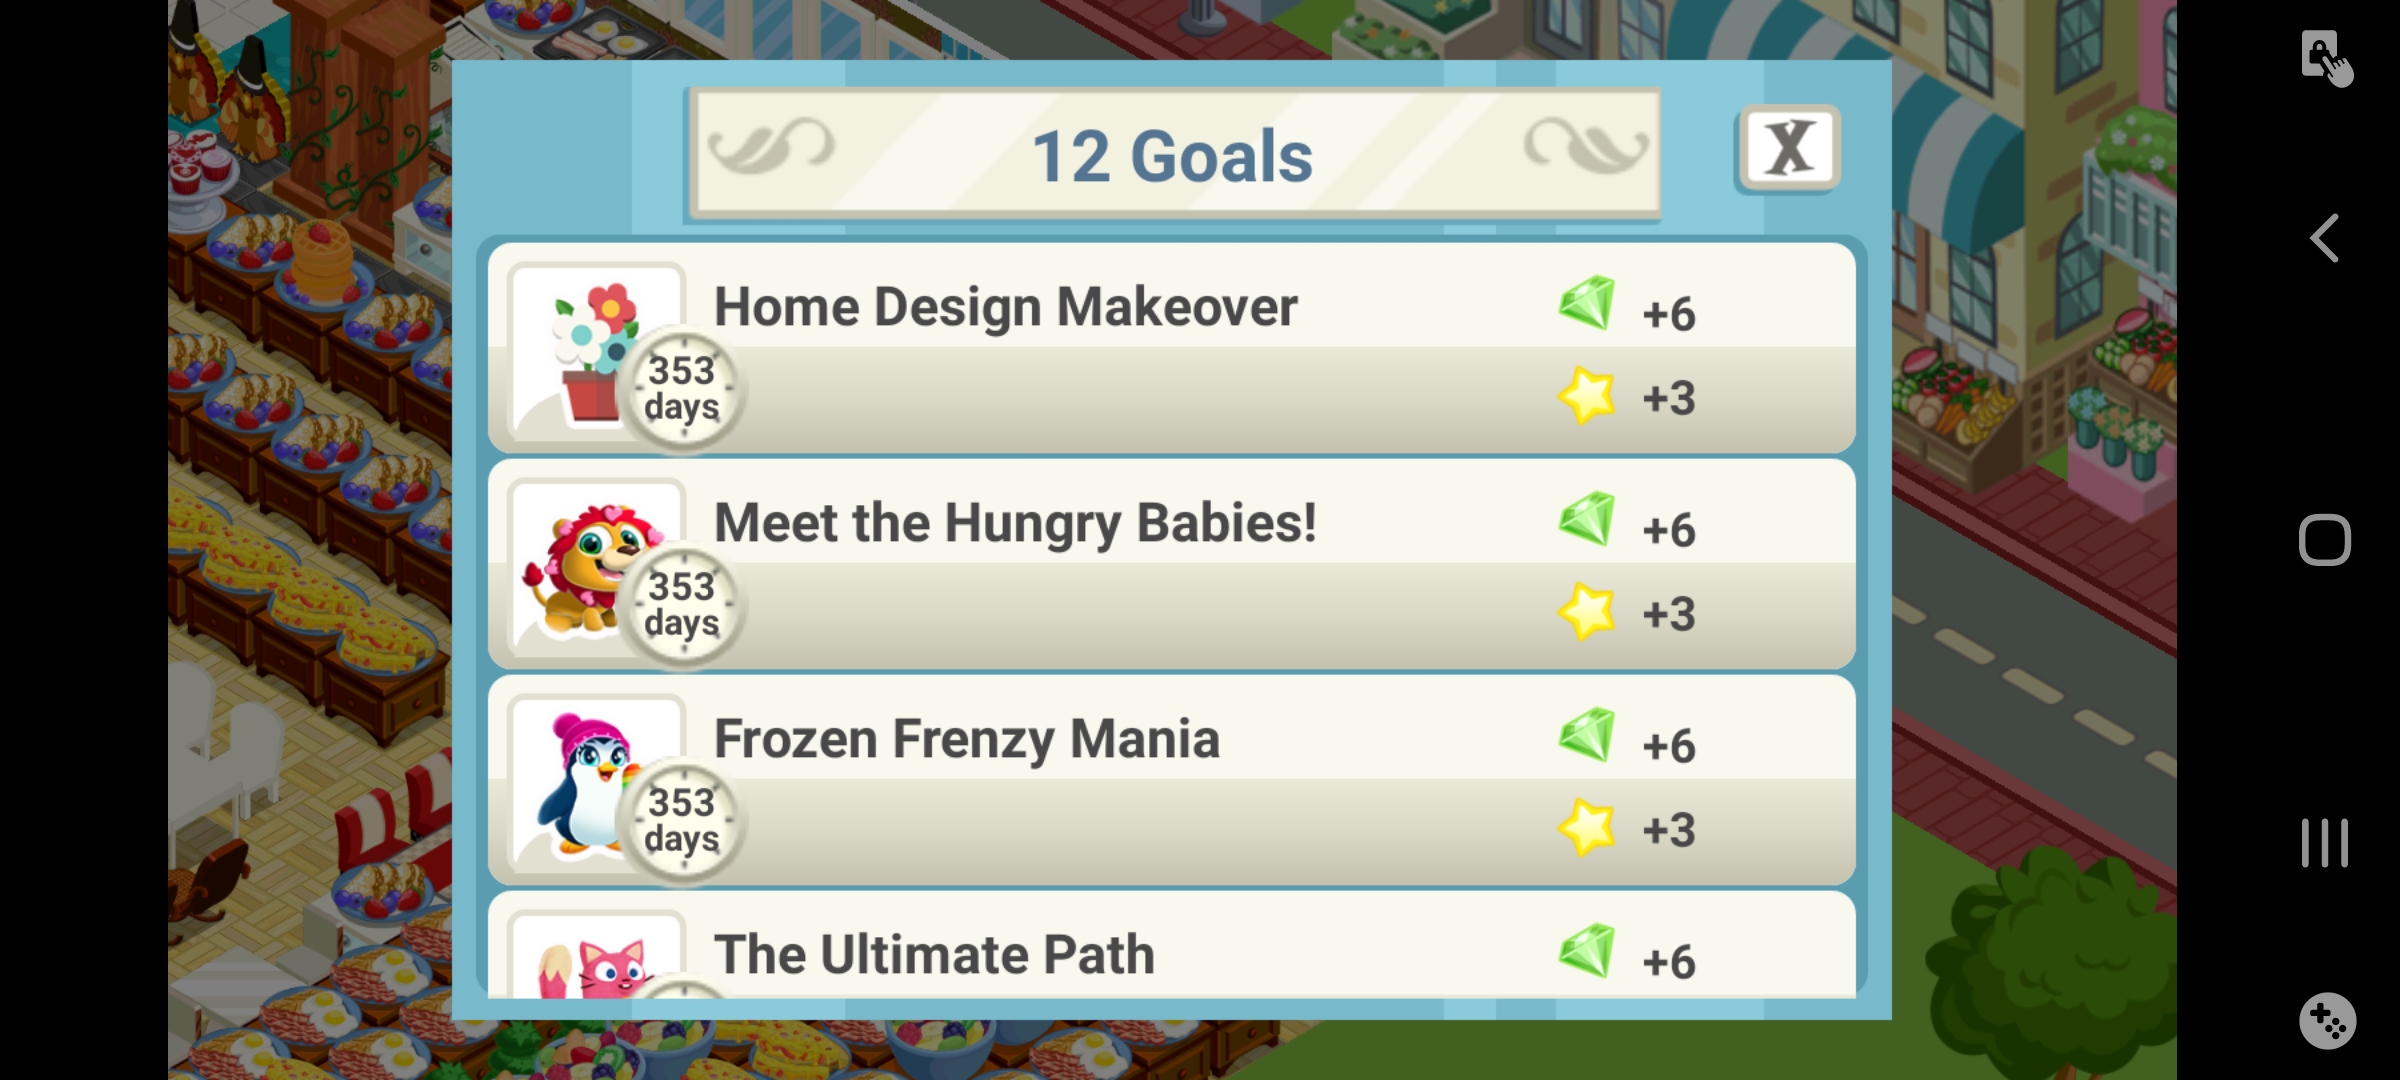 12 Goals
X
Home Design Makeover
+6
353
days
+3
Meet the Hungry Babies!
+6
353
days
+3
Frozen Frenzy Mania
+6
353
days
+3
The Ultimate Path
+6